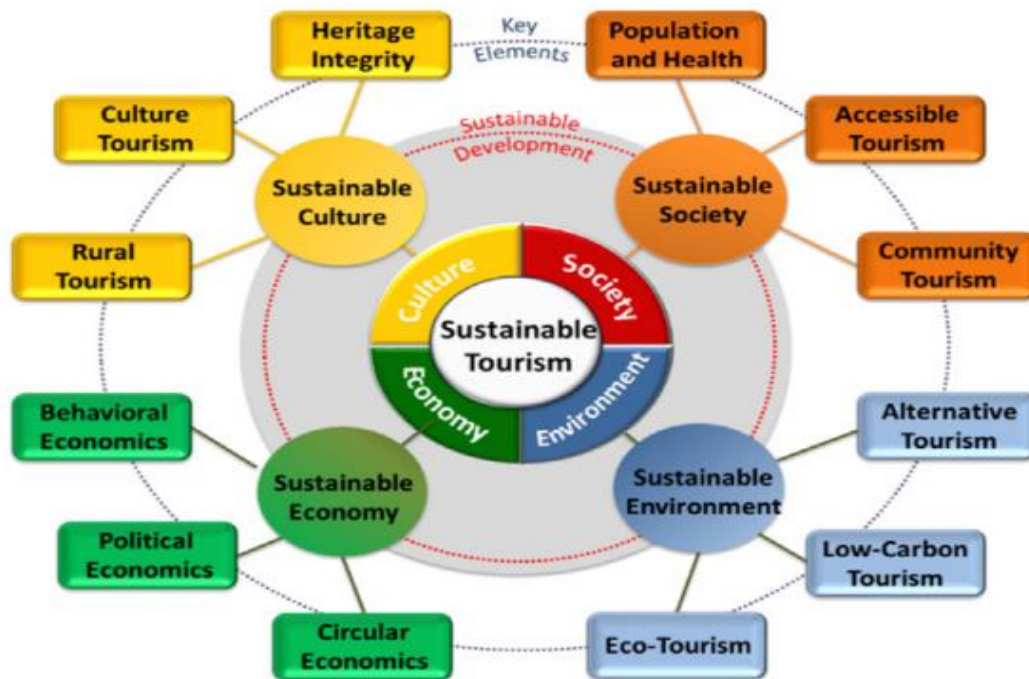 Heritage
Integrity
Key
Elements
Population
and Health
Culture
Tourism
Accessible
Tourism
Sustainable
Development
Sustainable
Culture
Sustainable
Society
Rural
Tourism
Community
Tourism
Culture
Society
Sustainable
Tourism
Economy
Environment
Behavioral
Economics
Alternative
Tourism
Sustainable
Economy
Sustainable
Environment
Political
Economics
Low-Carbon
Tourism
Circular
Economics
Eco-Tourism